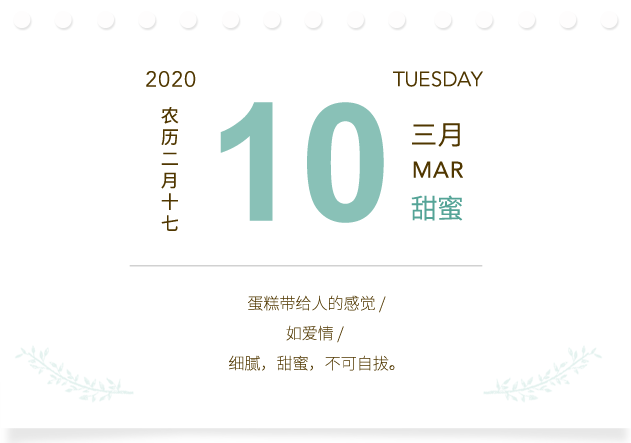 2020
农历二月十七
10
TUESDAY
三月
MAR
甜蜜
蛋糕带给人的感觉 /
如爱情 /
细腻，甜蜜，不可自拔。